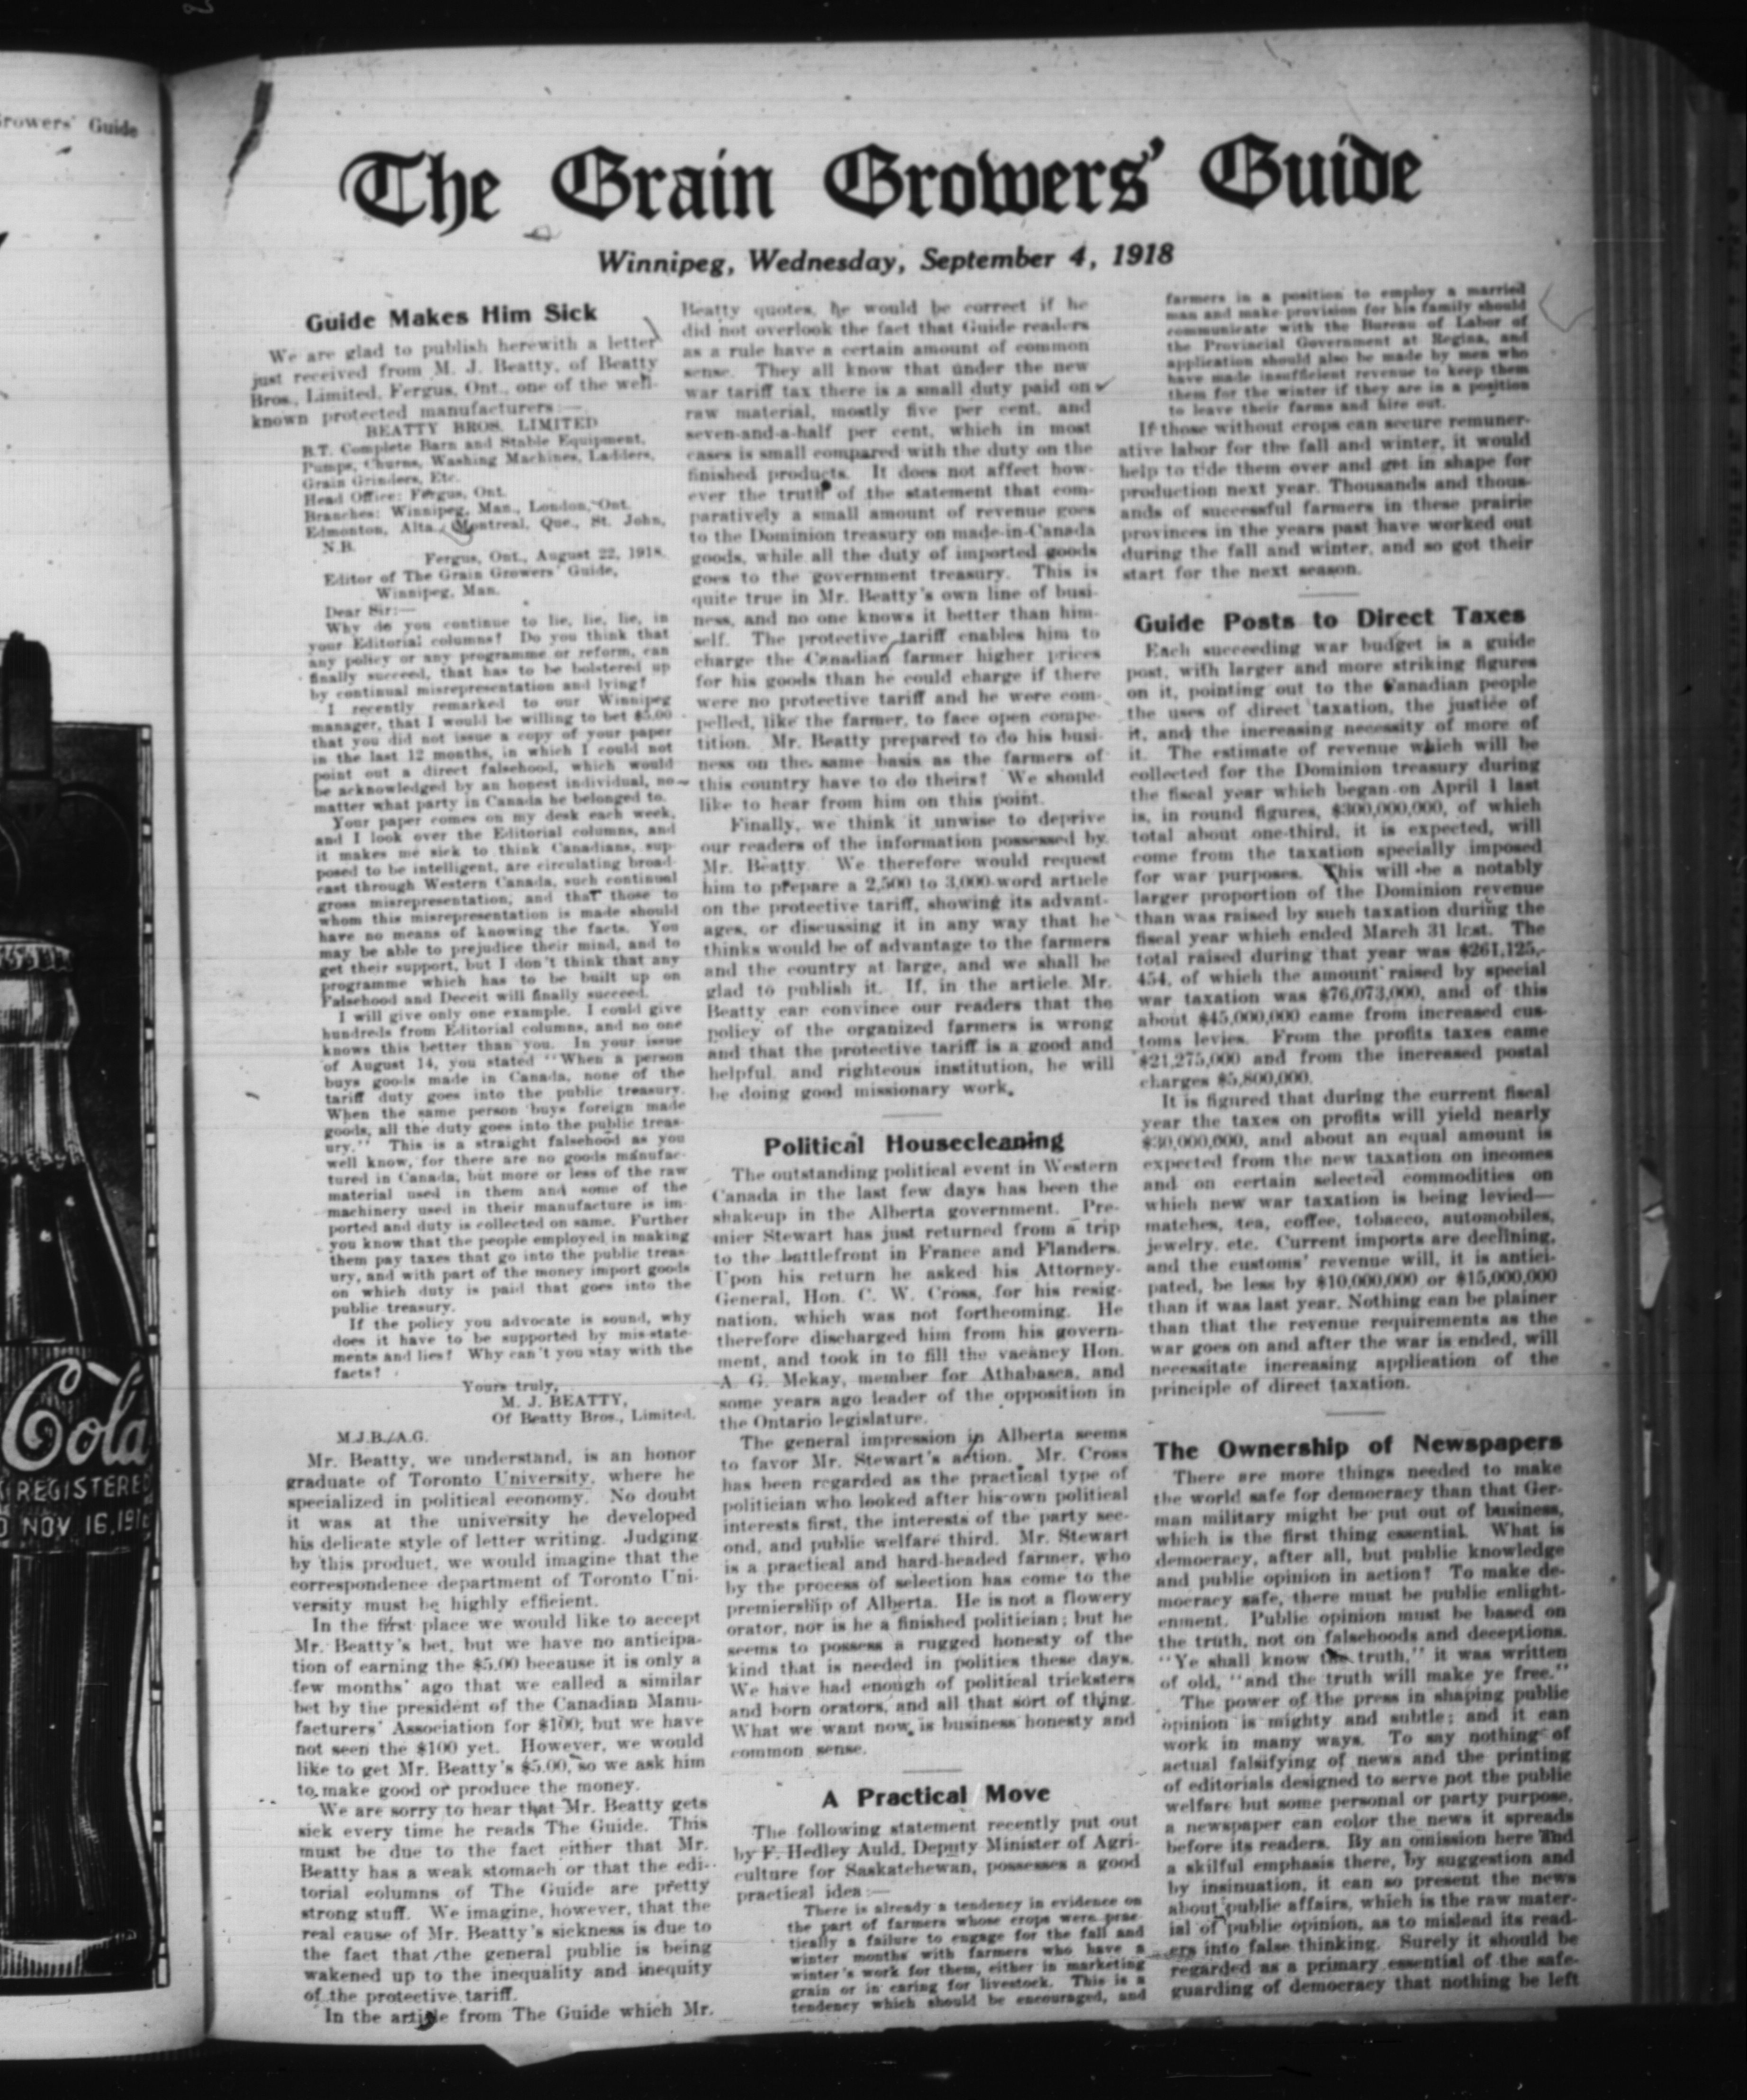 Growers' Guide
Cola
REGISTERED
NOV 16, 191
The Grain Growers' Guide
Winnipeg, Wednesday, September 4, 1918
Guide Makes Him Sick
We are glad to publish herewith a letter
just received from M. J. Beatty, of Beatty
Bros., Limited, Fergus, Ont., one of the well-
known protected manufacturers:—
BEATTY BROS. LIMITED
B.T. Complete Barn and Stable Equipment,
Pumps, Churns, Washing Machines, Ladders,
Grain Grinders, Etc.
Head Office: Fergus, Ont.
Branches: Winnipeg, Man., London, Ont.
Edmonton, Alta., Montreal, Que., St. John,
N.B.
Fergus, Ont., August 22, 1918.
Editor of The Grain Growers' Guide,
Winnipeg, Man.
Dear Sir:—
Why do you continue to lie, lie, lie, in
your Editorial columns? Do you think that
any policy or any programme or reform, can
finally succeed, that has to be bolstered up
by continual misrepresentation and lying?
I recently remarked to our Winnipeg
manager, that I would be willing to bet $5.00
that you did not issue a copy of your paper
in the last 12 months, in which I could not
point out a direct falsehood, which would
be acknowledged by an honest individual, no
matter what party in Canada he belonged to.
Your paper comes on my desk each week,
and I look over the Editorial columns, and
it makes me sick to think Canadians, sup-
posed to be intelligent, are circulating broad-
cast through Western Canada, such continual
gross misrepresentation, and that those to
whom this misrepresentation is made should
have no means of knowing the facts. You
may be able to prejudice their mind, and to
get their support, but I don't think that any
programme which has to be built up on
Falsehood and Deceit will finally succeed.
I will give only one example. I could give
hundreds from Editorial columns, and no one
knows this better than you. In your issue
of August 14, you stated "When a person
buys goods made in Canada, none of the
tariff duty goes into the public treasury.
When the same person buys foreign made
goods, all the duty goes into the public treas-
ury." This is a straight falsehood as you
well know, for there are no goods manufac-
tured in Canada, but more or less of the raw
material used in them and some of the
machinery used in their manufacture is im-
ported and duty is collected on same. Further
you know that the people employed in making
them pay taxes that go into the public treas-
ury, and with part of the money import goods
on which duty is paid that goes into the
public treasury.
If the policy you advocate is sound, why
does it have to be supported by mis-state-
ments and lies? Why can't you stay with the
facts?
Yours truly,
M. J. BEATTY,
Of Beatty Bros., Limited.
M.J.B./A.G.
Mr. Beatty, we understand, is an honor
graduate of Toronto University, where he
specialized in political economy. No doubt
it was at the university he developed
his delicate style of letter writing. Judging
by this product, we would imagine that the
correspondence department of Toronto Uni-
versity must be highly efficient.
In the first place we would like to accept
Mr. Beatty's bet, but we have no anticipa-
tion of earning the $5.00 because it is only a
few months' ago that we called a similar
bet by the president of the Canadian Manu-
facturers' Association for $100, but we have
not seen the $100 yet. However, we would
like to get Mr. Beatty's $5.00, so we ask him
to make good or produce the money.
We are sorry to hear that Mr. Beatty gets
sick every time he reads The Guide. This
must be due to the fact either that Mr.
Beatty has a weak stomach or that the edi-
torial columns of The Guide are pretty
strong stuff. We imagine, however, that the
real cause of Mr. Beatty's sickness is due to
the fact that the general public is being
wakened up to the inequality and inequity
of the protective tariff.
In the article from The Guide which Mr.
Beatty quotes, he would be correct if he
did not overlook the fact that Guide readers
as a rule have a certain amount of common
sense. They all know that under the new
war tariff tax there is a small duty paid on
raw material, mostly five per cent. and
seven-and-a-half per cent, which in most
cases is small compared with the duty on the
finished products. It does not affect how-
ever the truth of the statement that com-
paratively a small amount of revenue goes
to the Dominion treasury on made-in-Canada
goods, while all the duty of imported goods
goes to the government treasury. This is
quite true in Mr. Beatty's own line of busi-
ness, and no one knows it better than him-
self. The protective tariff enables him to
charge the Canadian farmer higher prices
for his goods than he could charge if there
were no protective tariff and he were com-
pelled, like the farmer, to face open compe-
tition. Mr. Beatty prepared to do his busi-
ness on the same basis as the farmers of
this country have to do theirs? We should
like to hear from him on this point.
Finally, we think it unwise to deprive
our readers of the information possessed by
Mr. Beatty. We therefore would request
him to prepare a 2,500 to 3,000-word article
on the protective tariff, showing its advant-
ages, or discussing it in any way that he
thinks would be of advantage to the farmers
and the country at large, and we shall be
glad to publish it. If, in the article Mr.
Beatty can convince our readers that the
policy of the organized farmers is wrong
and that the protective tariff is a good and
helpful, and righteous institution, he will
be doing good missionary work.
Political Housecleaning
The outstanding political event in Western
Canada in the last few days has been the
shakeup in the Alberta government. Pre-
mier Stewart has just returned from a trip
to the battlefront in France and Flanders.
Upon his return he asked his Attorney-
General, Hon. C. W. Cross, for his resig-
nation, which was not forthcoming. He
therefore discharged him from his govern-
ment, and took in to fill the vacancy Hon.
A. G. Mckay, member for Athabasca, and
some years ago leader of the opposition in
the Ontario legislature.
The general impression in Alberta seems
to favor Mr. Stewart's action. Mr. Cross
has been regarded as the practical type of
politician who looked after his own political
interests first, the interests of the party sec-
ond, and public welfare third. Mr. Stewart
is a practical and hard-headed farmer, who
by the process of selection has come to the
premiership of Alberta. He is not a flowery
orator, nor is he a finished politician; but he
seems to possess a rugged honesty of the
kind that is needed in politics these days.
We have had enough of political tricksters
and born orators, and all that sort of thing.
What we want now, is business honesty and
common sense.
A Practical Move
The following statement recently put out
by F. Hedley Auld, Deputy Minister of Agri-
culture for Saskatchewan, possesses a good
practical idea:—
There is already a tendency in evidence on
the part of farmers whose crops were prac-
tically a failure to engage for the fall and
winter months with farmers who have a
winter's work for them, either in marketing
grain or in caring for livestock. This is a
tendency which should be encouraged, and
farmers in a position to employ a married
man and make provision for his family should
communicate with the Bureau of Labor of
the Provincial Government at Regina, and
application should also be made by men who
have made insufficient revenue to keep them
them for the winter if they are in a position
to leave their farms and hire out.
If those without crops can secure remuner-
ative labor for the fall and winter, it would
help to tide them over and get in shape for
production next year. Thousands and thous-
ands of successful farmers in these prairie
provinces in the years past have worked out
during the fall and winter, and so got their
start for the next season.
Guide Posts to Direct Taxes
Each succeeding war budget is a guide
post, with larger and more striking figures
on it, pointing out to the Canadian people
the uses of direct taxation, the justice of
it, and the increasing necessity of more of
it. The estimate of revenue which will be
collected for the Dominion treasury during
the fiscal year which began on April 1 last
is, in round figures, $300,000,000, of which
total about one-third, it is expected, will
come from the taxation specially imposed
for war purposes. This will be a notably
larger proportion of the Dominion revenue
than was raised by such taxation during the
fiscal year which ended March 31 last. The
total raised during that year was $261,125,-
454, of which the amount raised by special
war taxation was $76,073,000, and of this
about $45,000,000 came from increased cus-
toms levies. From the profits taxes came
$21,275,000 and from the increased postal
charges $5,800,000.
It is figured that during the current fiscal
year the taxes on profits will yield nearly
$30,000,000, and about an equal amount is
expected from the new taxation on incomes
and on certain selected commodities on
which new war taxation is being levied—
matches, tea, coffee, tobacco, automobiles,
jewelry, etc. Current imports are declining,
and the customs' revenue will, it is antici-
pated, be less by $10,000,000 or $15,000,000
than it was last year. Nothing can be plainer
than that the revenue requirements as the
war goes on and after the war is ended, will
necessitate increasing application of the
principle of direct taxation.
The Ownership of Newspapers
There are more things needed to make
the world safe for democracy than that Ger-
man military might be put out of business,
which is the first thing essential. What is
democracy, after all, but public knowledge
and public opinion in action? To make de-
mocracy safe, there must be public enlight-
enment. Public opinion must be based on
the truth, not on falsehoods and deceptions.
"Ye shall know the truth," it was written
of old, "and the truth will make ye free."
The power of the press in shaping public
opinion is mighty and subtle; and it can
work in many ways. To say nothing of
actual falsifying of news and the printing
of editorials designed to serve not the public
welfare but some personal or party purpose,
a newspaper can color the news it spreads
before its readers. By an omission here and
a skilful emphasis there, by suggestion and
by insinuation, it can so present the news
about public affairs, which is the raw mater-
ial of public opinion, as to mislead its read-
ers into false thinking. Surely it should be
regarded as a primary essential of the safe-
guarding of democracy that nothing be left